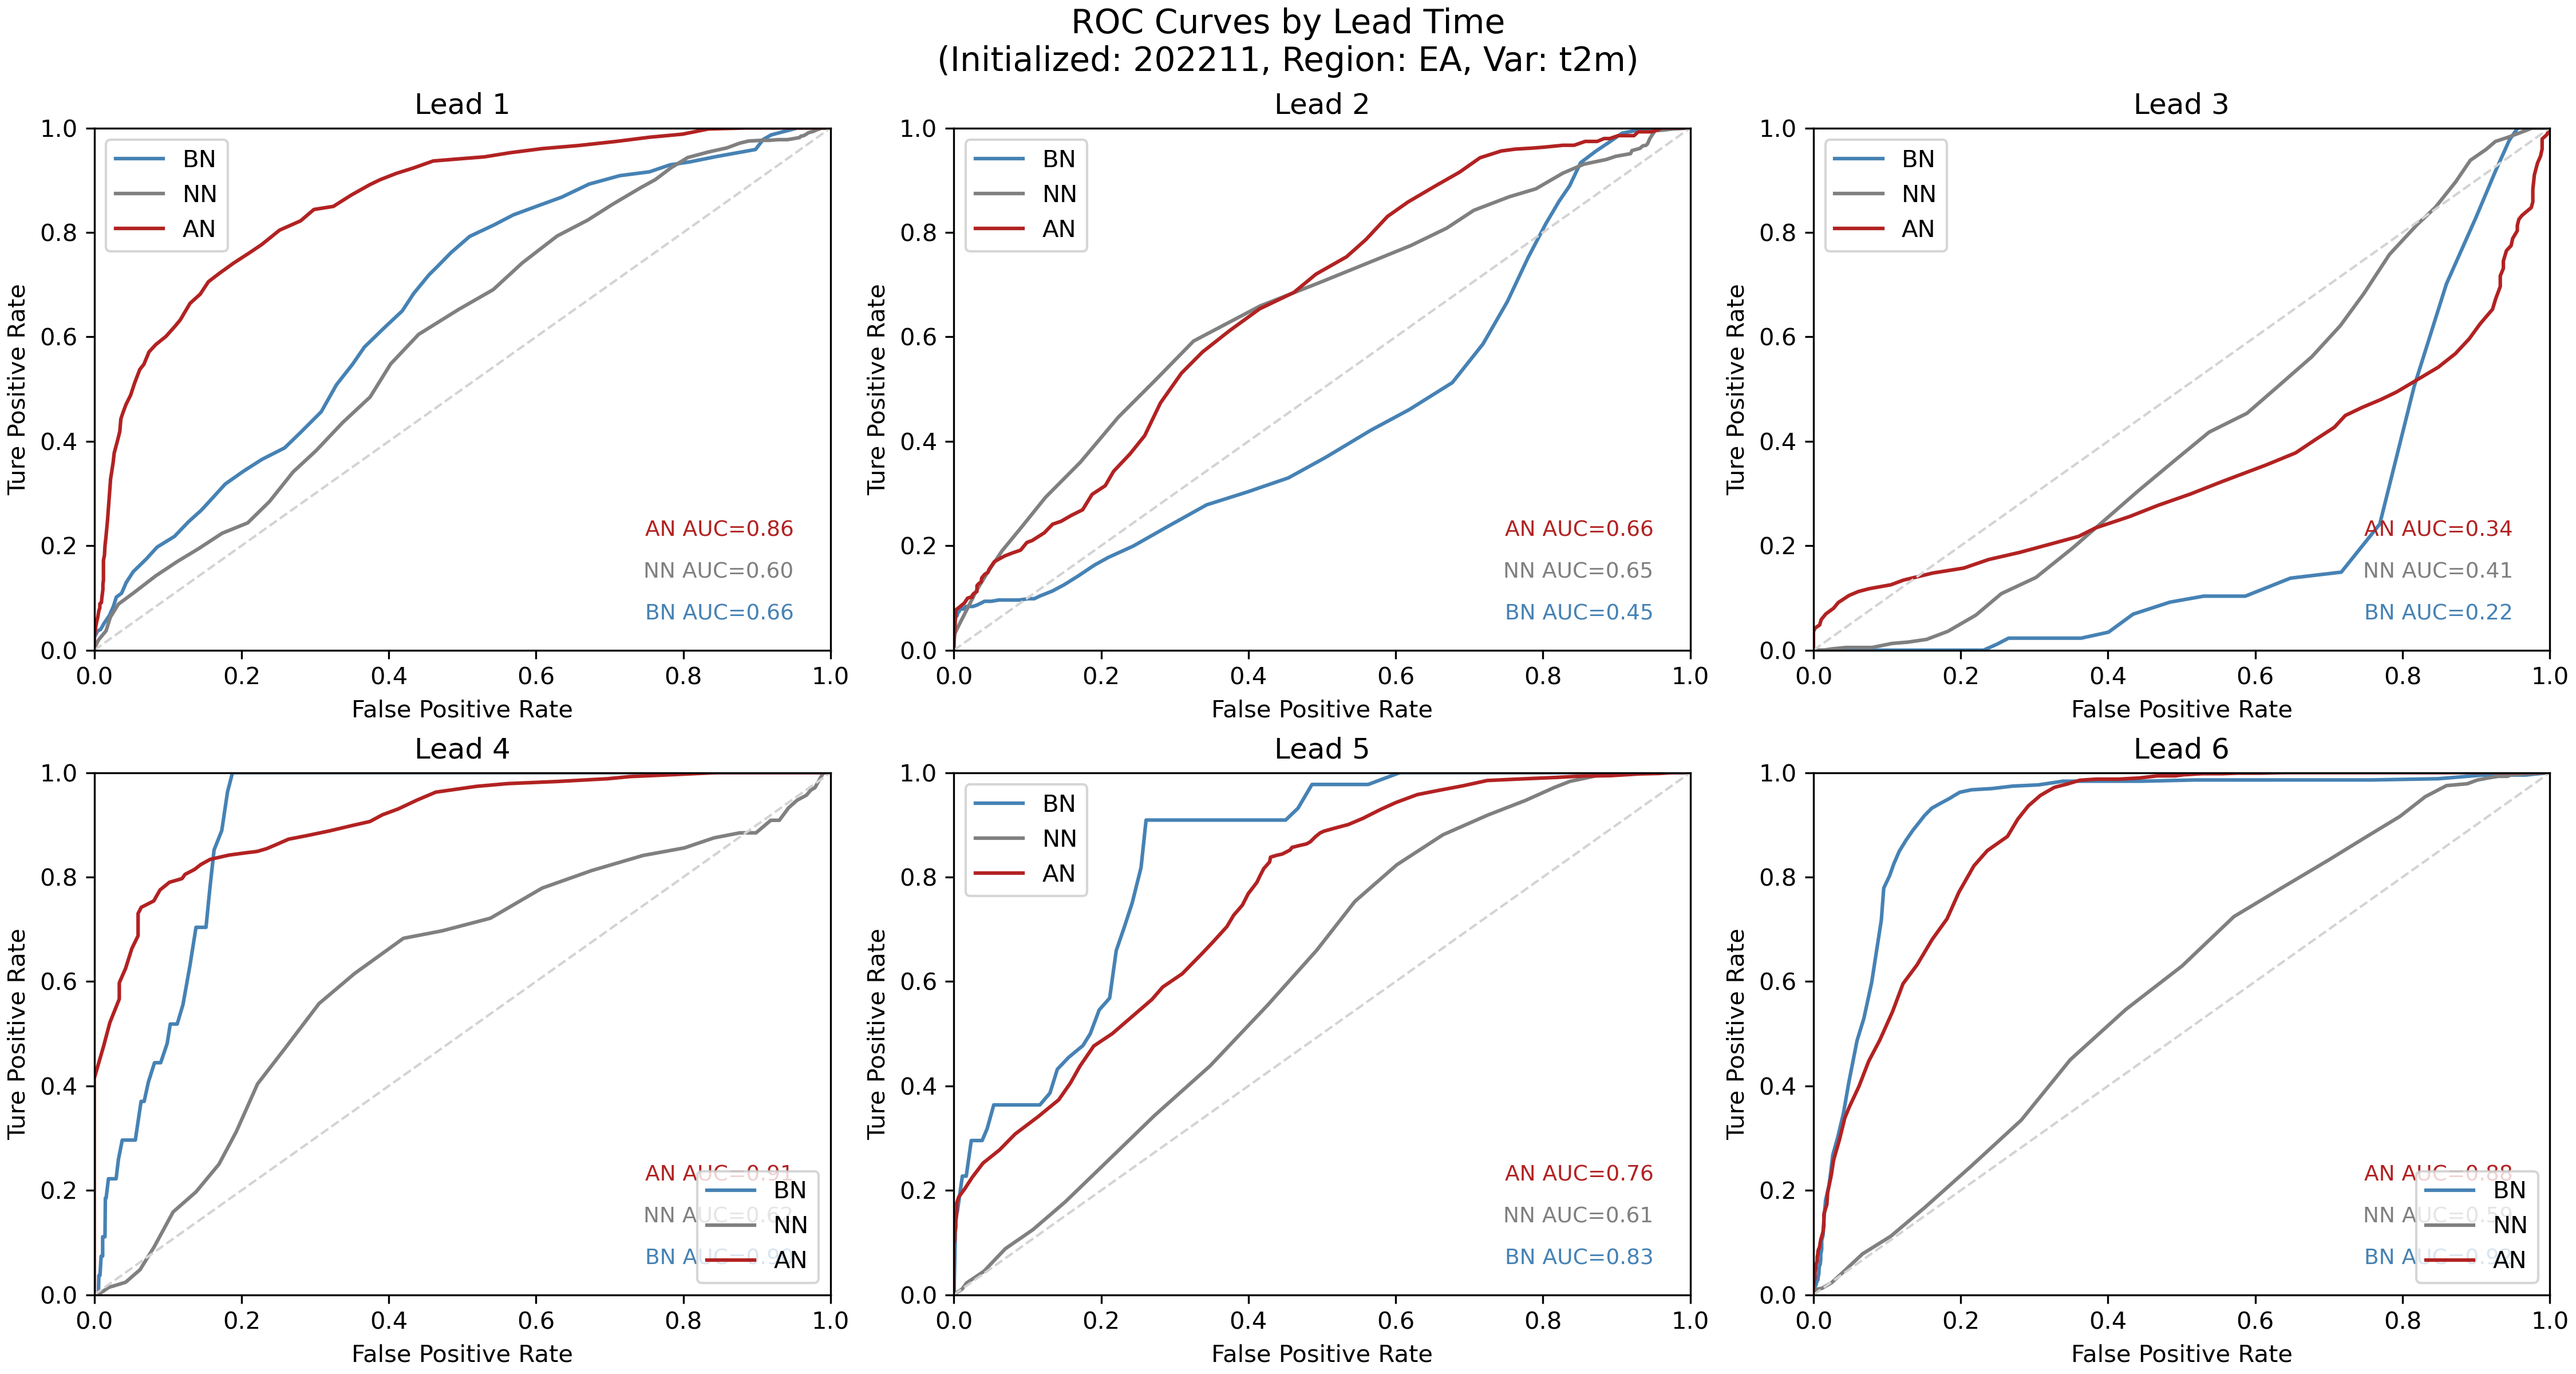 ROC Curves by Lead Time
(Initialized: 202211, Region: EA, Var: t2m)
Lead 1
1.0
0.8
0.6
0.4
0.2
0.0
Ture Positive Rate
BN
NN
AN
AN AUC=0.86
NN AUC=0.60
BN AUC=0.66
0.0 0.2 0.4 0.6 0.8 1.0
False Positive Rate
Lead 2
1.0
0.8
0.6
0.4
0.2
0.0
Ture Positive Rate
BN
NN
AN
AN AUC=0.66
NN AUC=0.65
BN AUC=0.45
0.0 0.2 0.4 0.6 0.8 1.0
False Positive Rate
Lead 3
1.0
0.8
0.6
0.4
0.2
0.0
Ture Positive Rate
BN
NN
AN
AN AUC=0.34
NN AUC=0.41
BN AUC=0.22
0.0 0.2 0.4 0.6 0.8 1.0
False Positive Rate
Lead 4
1.0
0.8
0.6
0.4
0.2
0.0
Ture Positive Rate
AN AUC=0.91
NN
BN
BN
NN
AN
0.0 0.2 0.4 0.6 0.8 1.0
False Positive Rate
Lead 5
1.0
0.8
0.6
0.4
0.2
0.0
Ture Positive Rate
BN
NN
AN
AN AUC=0.76
NN AUC=0.61
BN AUC=0.83
0.0 0.2 0.4 0.6 0.8 1.0
False Positive Rate
Lead 6
1.0
0.8
0.6
0.4
0.2
0.0
Ture Positive Rate
AN AUC=0.88
NN
BN
BN
NN
AN
0.0 0.2 0.4 0.6 0.8 1.0
False Positive Rate